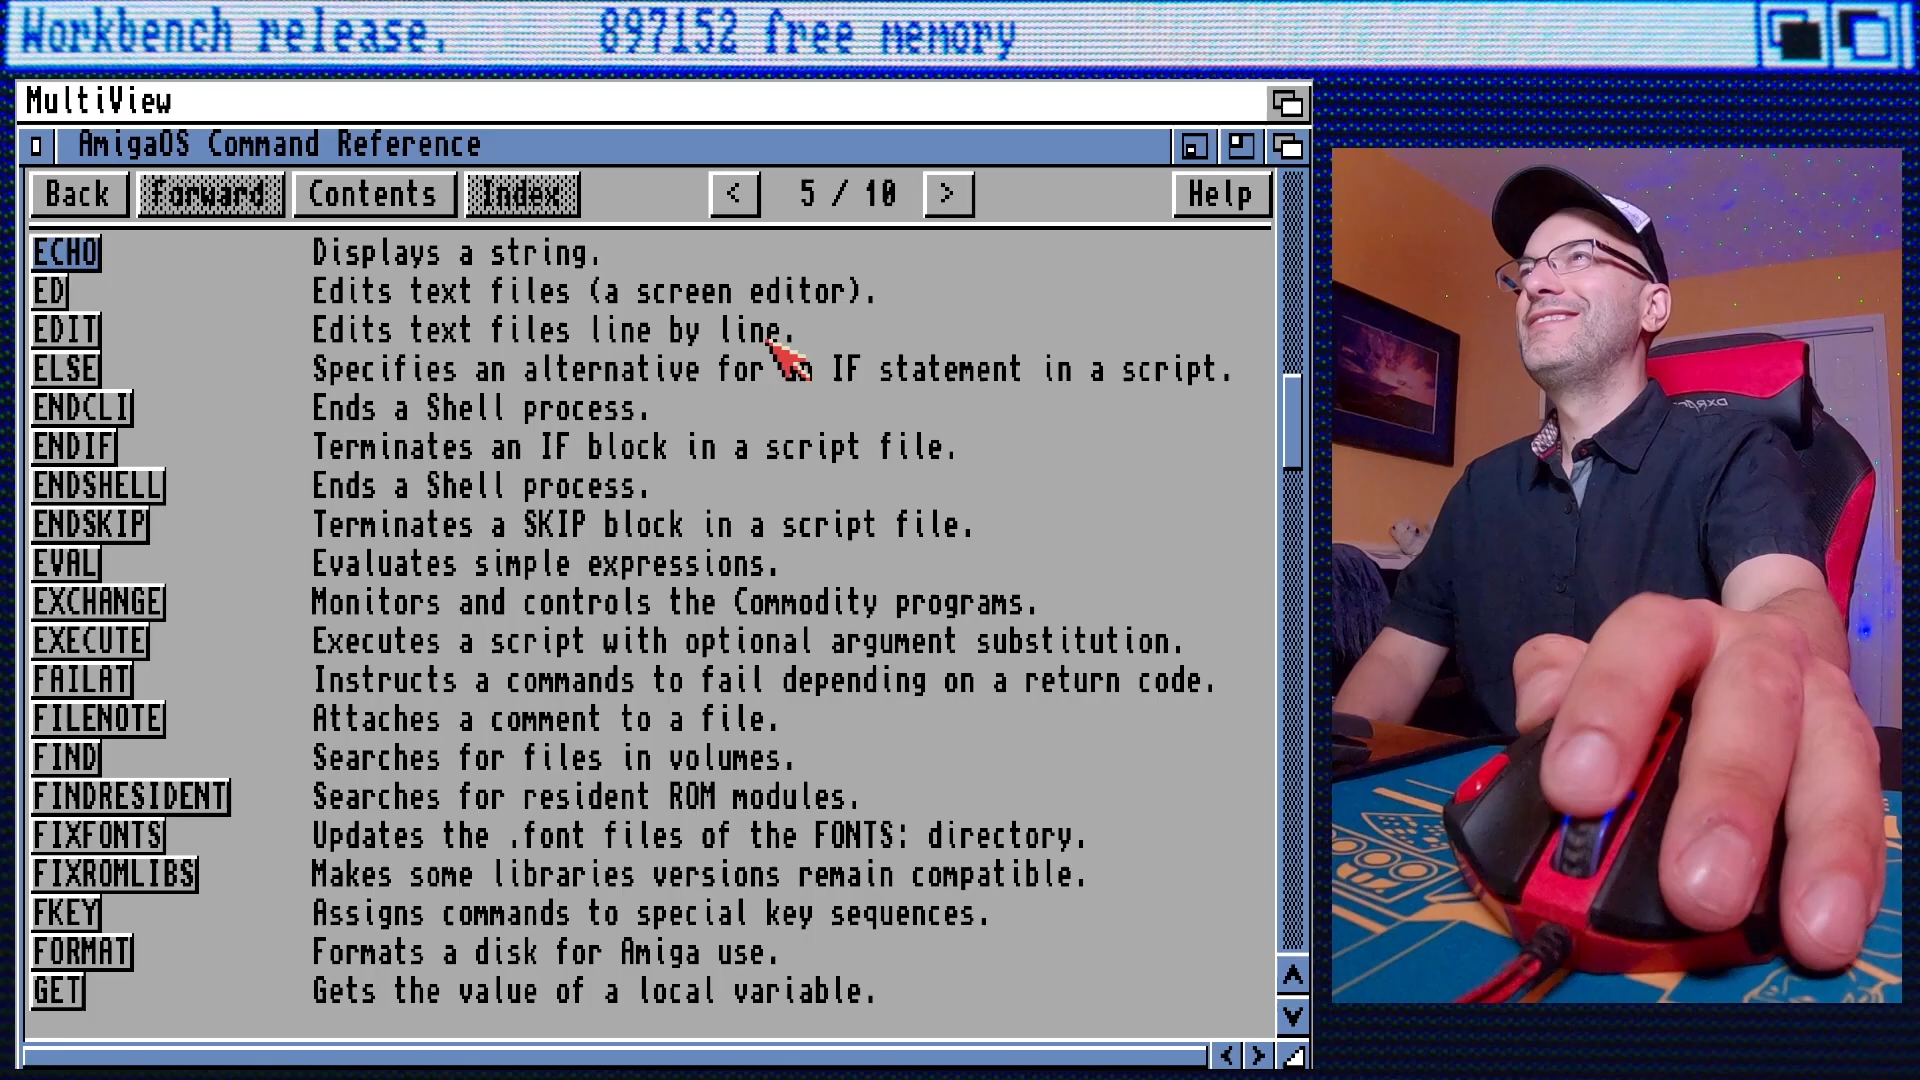 Workbench release. 897152 free memory
MultiView
AmigaOS Command Reference
Back Forward Contents Index < 5 / 10 > Help
ECHO Displays a string.
ED Edits text files (a screen editor).
EDIT Edits text files line by line.
ELSE Specifies an alternative for an IF statement in a script.
ENDCLI Ends a Shell process.
ENDIF Terminates an IF block in a script file.
ENDSHELL Ends a Shell process.
ENDSKIP Terminates a SKIP block in a script file.
EVAL Evaluates simple expressions.
EXCHANGE Monitors and controls the Commodity programs.
EXECUTE Executes a script with optional argument substitution.
FAILAT Instructs a commands to fail depending on a return code.
FILENOTE Attaches a comment to a file.
FIND Searches for files in volumes.
FINDRESIDENT Searches for resident ROM modules.
FIXFONTS Updates the .font files of the FONTS: directory.
FIXROMLIBS Makes some libraries versions remain compatible.
FKEY Assigns commands to special key sequences.
FORMAT Formats a disk for Amiga use.
GET Gets the value of a local variable.